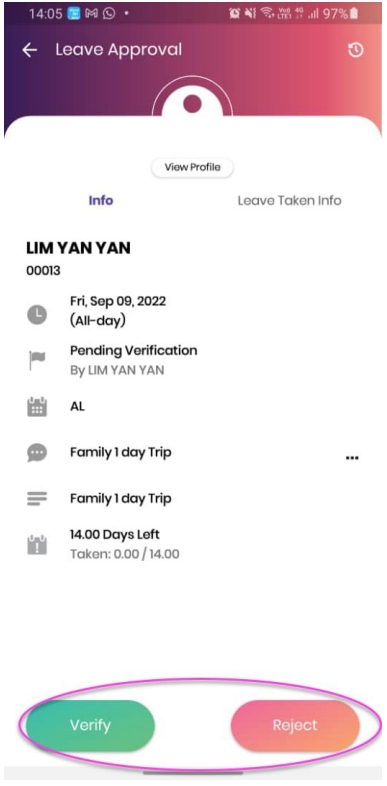 14:05 97%
Leave Approval
View Profile
Info Leave Taken Info
LIM YAN YAN
00013
Fri, Sep 09, 2022
(All-day)
Pending Verification
By LIM YAN YAN
AL
Family 1 day Trip
Family 1 day Trip
14.00 Days Left
Taken: 0.00 / 14.00
Verify Reject